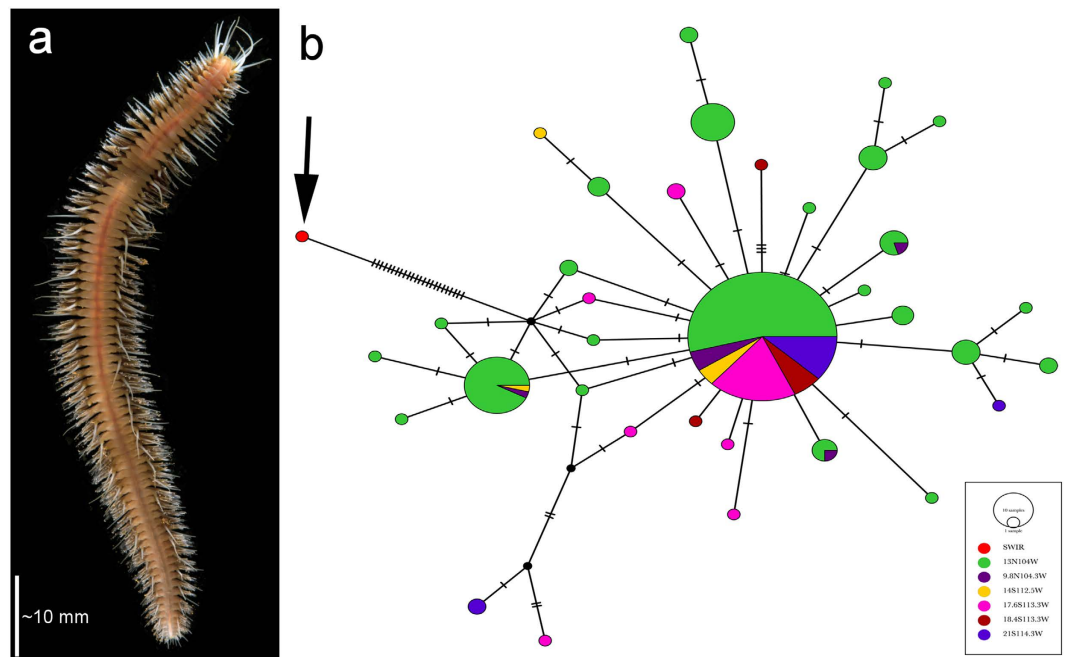 a
b
~10 mm
10 samples
1 sample
SWIR
13N104W
9.8N104.3W
14S112.5W
17.6S113.3W
18.4S113.3W
21S114.3W